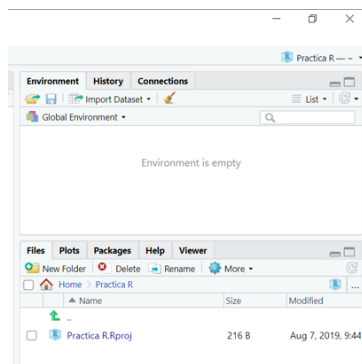 Practica R — ~
Environment History Connections
Import Dataset List
Global Environment
Environment is empty
Files Plots Packages Help Viewer
New Folder Delete Rename More
Home Practica R ...
Name Size Modified
..
Practica R.Rproj 216 B Aug 7, 2019, 9:44